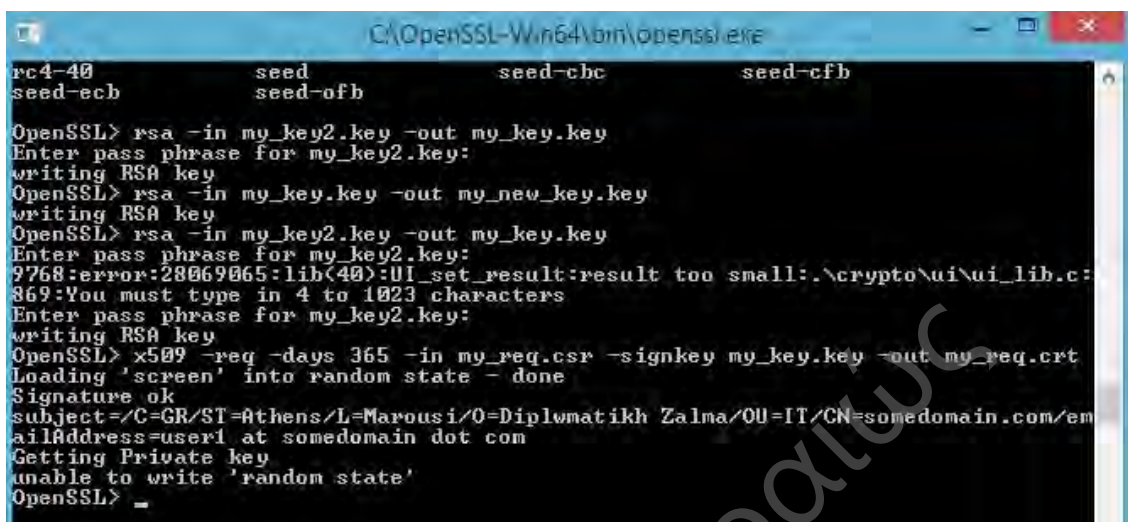 C:\OpenSSL-Win64\bin\openssl.exe
rc4-40 seed seed-cbc seed-cfb
seed-ecb seed-ofb
OpenSSL> rsa -in my_key2.key -out my_key.key
Enter pass phrase for my_key2.key:
writing RSA key
OpenSSL> rsa -in my_key.key -out my_new_key.key
writing RSA key
OpenSSL> rsa -in my_key2.key -out my_key.key
Enter pass phrase for my_key2.key:
9768:error:28069065:lib(40):UI_set_result:result too small:.\crypto\ui\ui_lib.c:
869:You must type in 4 to 1023 characters
Enter pass phrase for my_key2.key:
writing RSA key
OpenSSL> x509 -req -days 365 -in my_req.csr -signkey my_key.key -out my_req.crt
Loading 'screen' into random state - done
Signature ok
subject=/C=GR/ST=Athens/L=Marousi/O=Diplwmatikh Zalma/OU=IT/CN=somedomain.com/em
ailAddress=user1 at somedomain dot com
Getting Private key
unable to write 'random state'
OpenSSL> _